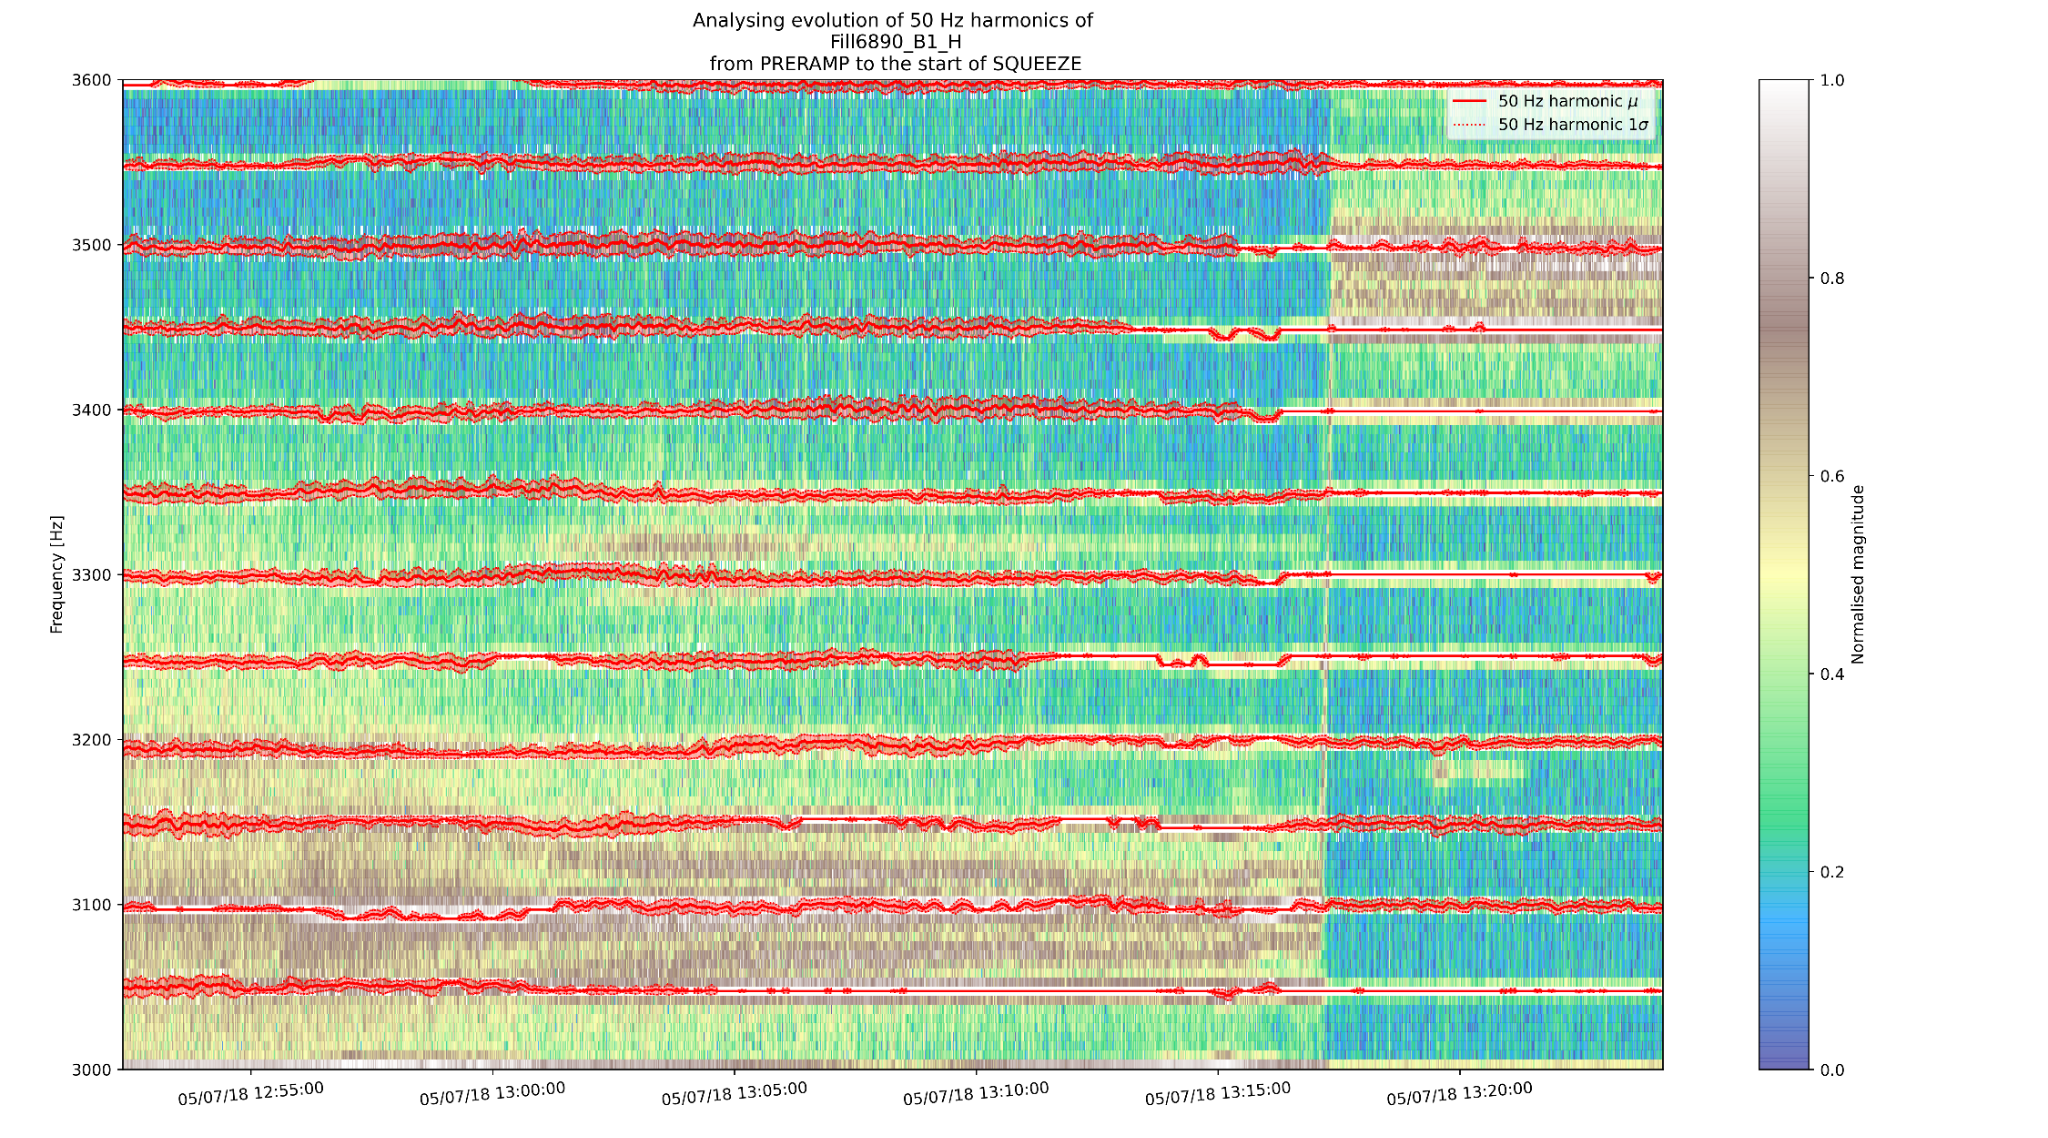 Analysing evolution of 50 Hz harmonics of
Fill6890_B1_H
from PRERAMP to the start of SQUEEZE
3600
3500
3400
3300
3200
3100
3000
Frequency [Hz]
50 Hz harmonic μ
50 Hz harmonic 1σ
05/07/18 12:55:00
05/07/18 13:00:00
05/07/18 13:05:00
05/07/18 13:10:00
05/07/18 13:15:00
05/07/18 13:20:00
1.0
0.8
0.6
0.4
0.2
0.0
Normalised magnitude